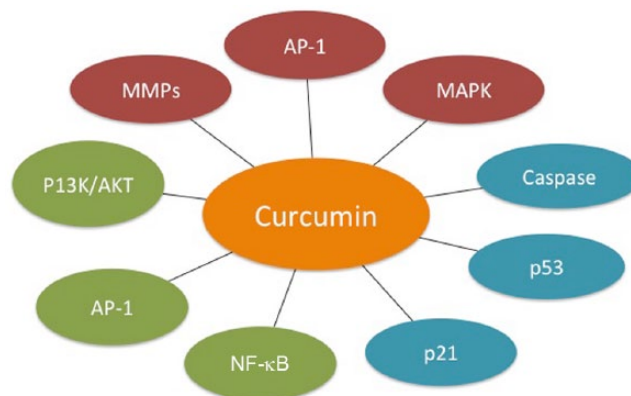 AP-1
MMPs
MAPK
P13K/AKT
Caspase
Curcumin
p53
AP-1
p21
NF-κB